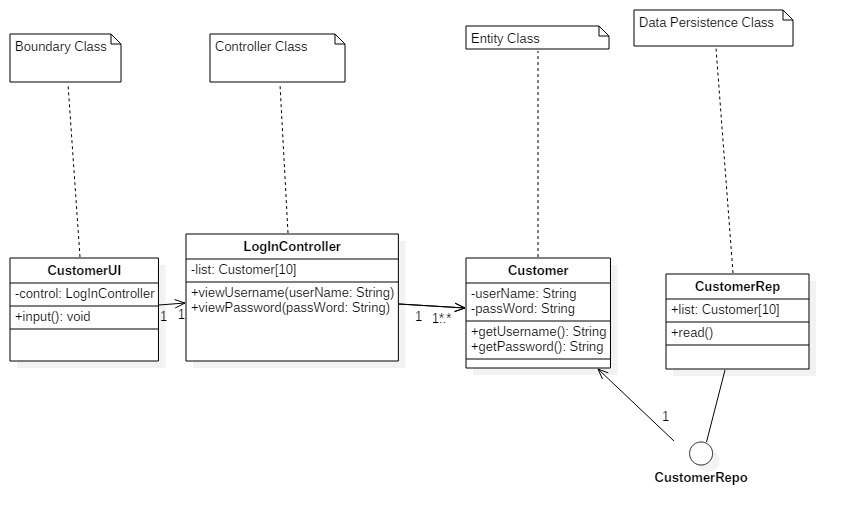 Boundary Class
Controller Class
Entity Class
Data Persistence Class
CustomerUI
-control: LogInController
+input(): void
1
1
LogInController
-list: Customer[10]
+viewUsername(userName: String)
+viewPassword(passWord: String)
1
1..*
Customer
-userName: String
-passWord: String
+getUsername(): String
+getPassword(): String
CustomerRep
+list: Customer[10]
+read()
1
CustomerRepo